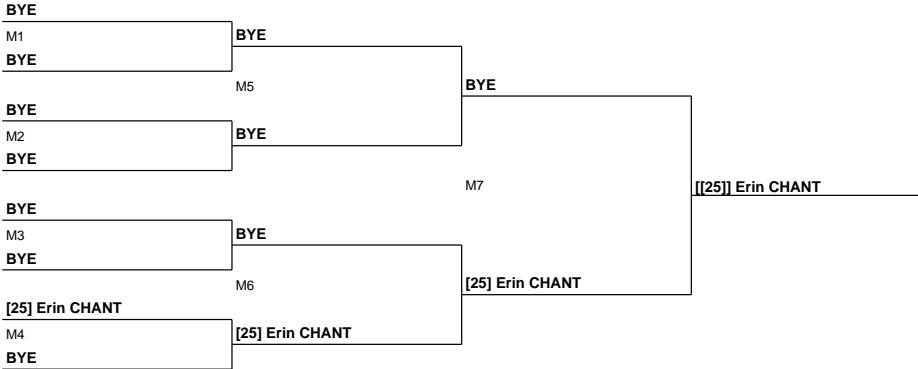 BYE
M1
BYE
BYE
M5
BYE
BYE
M2
BYE
BYE
M7
[[25]] Erin CHANT
BYE
M3
BYE
BYE
M6
[25] Erin CHANT
[25] Erin CHANT
M4
[25] Erin CHANT
BYE